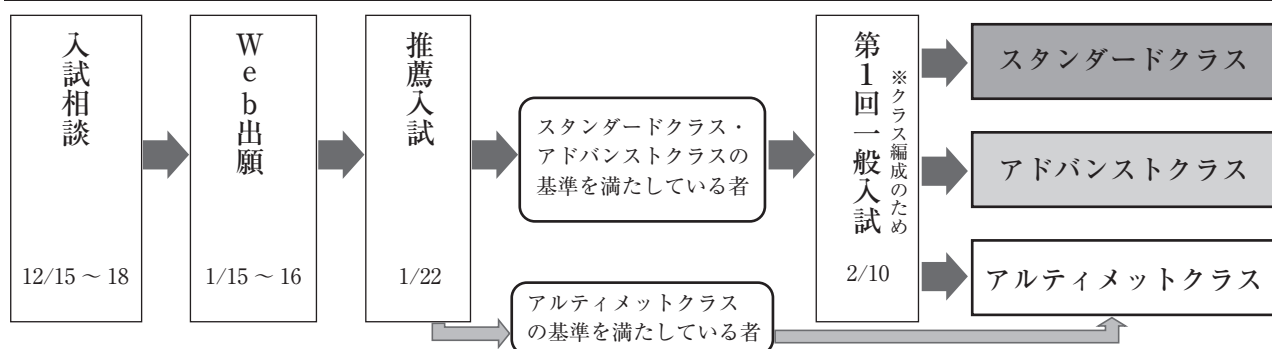 入試相談
12/15 ~ 18
Web出願
1/15 ~ 16
推薦入試
1/22
スタンダードクラス・
アドバンストクラスの
基準を満たしている者
アルティメットクラス
の基準を満たしている者
第1回一般入試
※クラス編成のため
2/10
スタンダードクラス
アドバンストクラス
アルティメットクラス